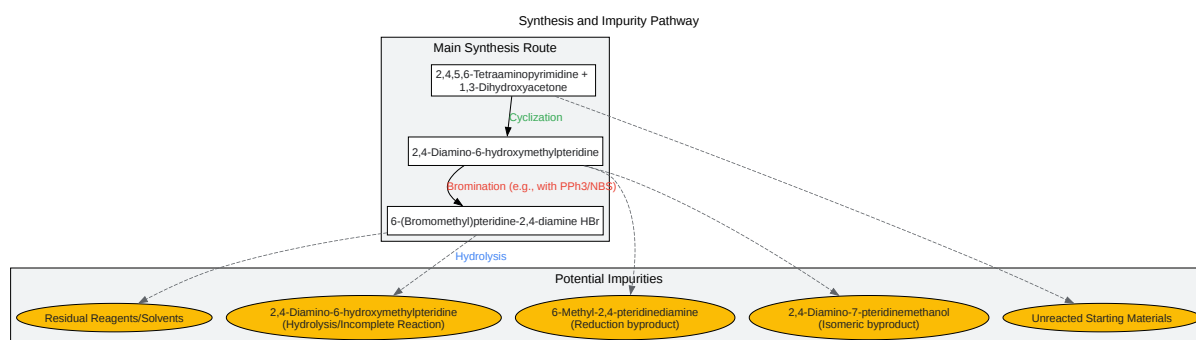 Synthesis and Impurity Pathway
Main Synthesis Route
2,4,5,6-Tetraaminopyrimidine +
1,3-Dihydroxyacetone
Cyclization
2,4-Diamino-6-hydroxymethylpteridine
Bromination (e.g., with PPh3/NBS)
6-(Bromomethyl)pteridine-2,4-diamine HBr
Hydrolysis
Potential Impurities
Residual Reagents/Solvents
2,4-Diamino-6-hydroxymethylpteridine
(Hydrolysis/Incomplete Reaction)
6-Methyl-2,4-pteridinediamine
(Reduction byproduct)
2,4-Diamino-7-pteridinemethanol
(Isomeric byproduct)
Unreacted Starting Materials